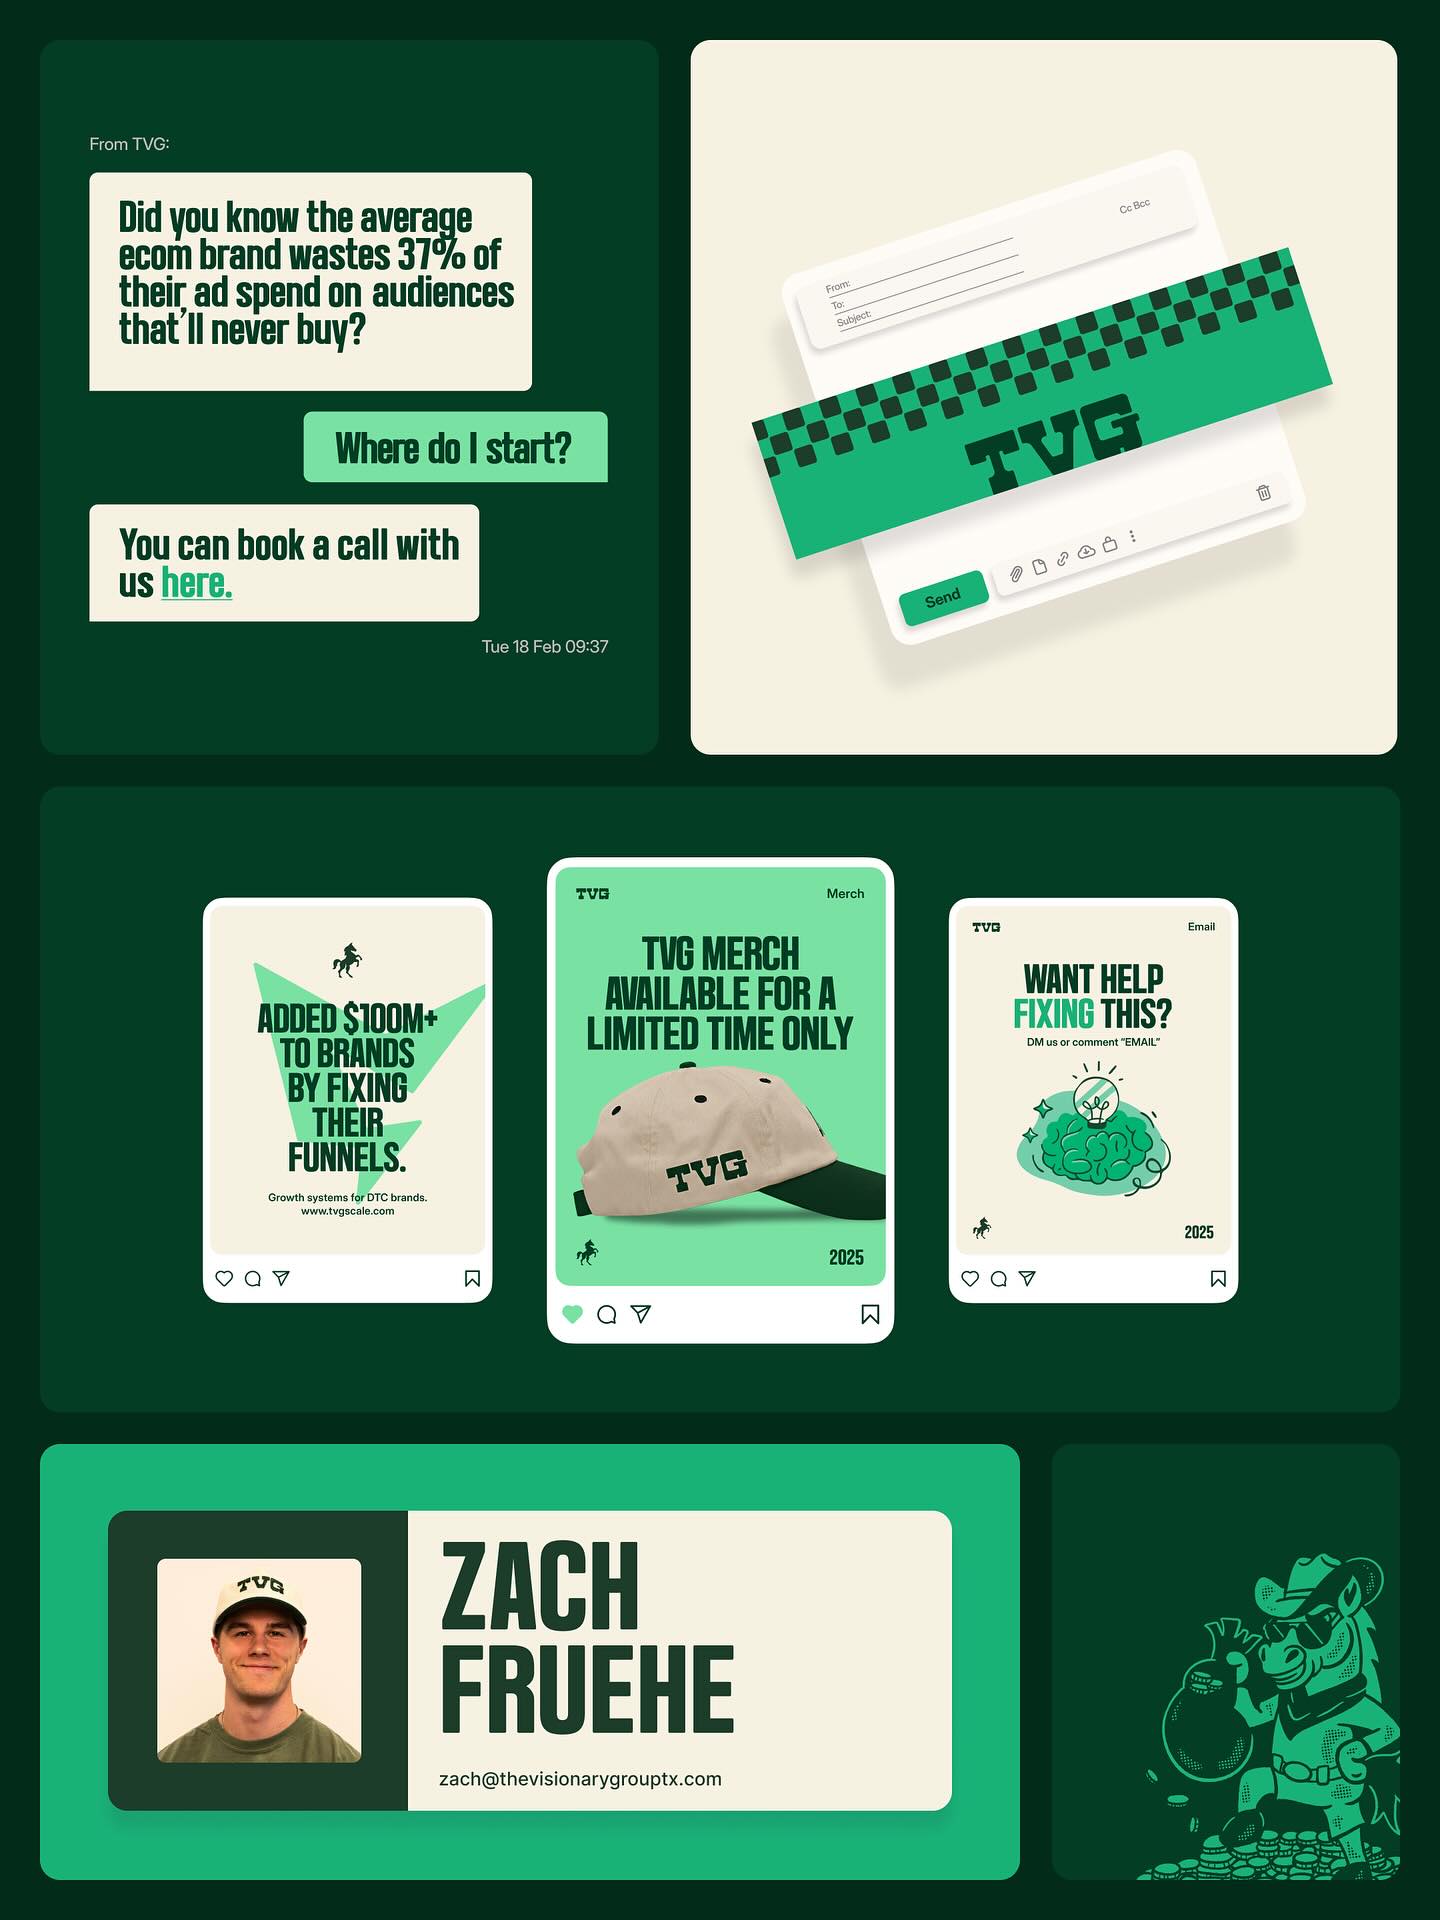 From TVG:
Did you know the average
ecom brand wastes 37% of
their ad spend on audiences
that'll never buy?
Where do I start?
You can book a call with
us here.
Tue 18 Feb 09:37
Cc Bcc
From:
To:
Subject:
TVG
Send
ADDED $100M+
TO BRANDS
BY FIXING
THEIR
FUNNELS.
Growth systems for DTC brands.
www.tvgscale.com
TVG
Merch
TVG MERCH
AVAILABLE FOR A
LIMITED TIME ONLY
TVG
2025
TVG
Email
WANT HELP
FIXING THIS?
DM us or comment "EMAIL"
2025
TVG
ZACH
FRUEHE
zach@thevisionarygrouptx.com